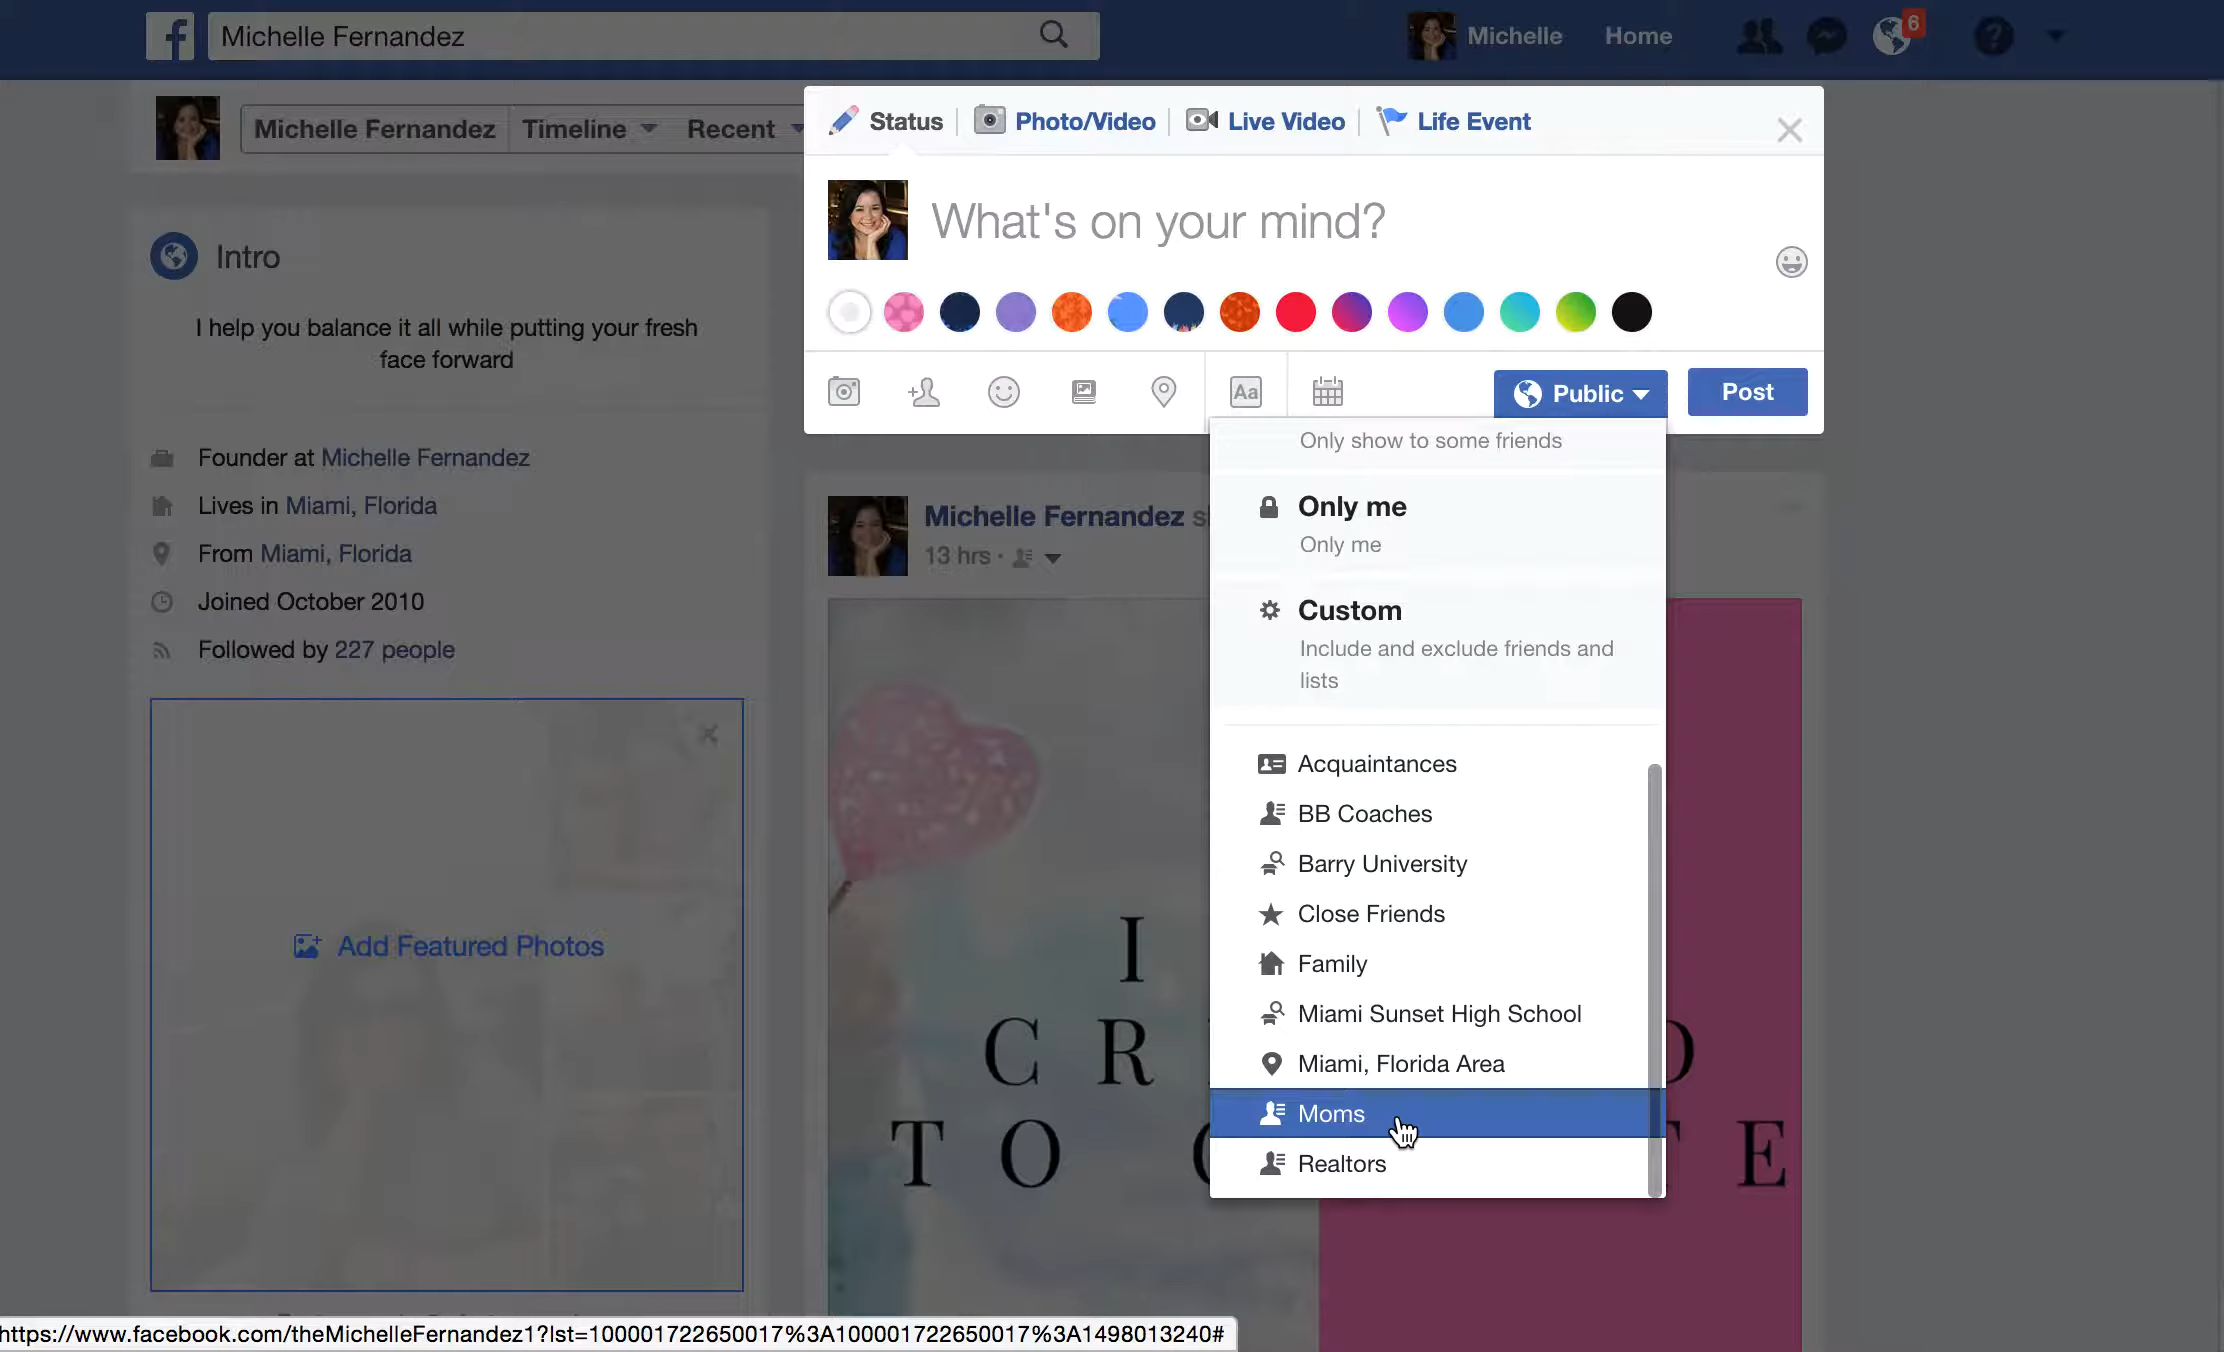 Michelle Fernandez
Michelle
Home
6
?
Michelle Fernandez
Timeline
Recent
Status
Photo/Video
Live Video
Life Event
What's on your mind?
Intro
I help you balance it all while putting your fresh
face forward
Founder at Michelle Fernandez
Lives in Miami, Florida
From Miami, Florida
Joined October 2010
Followed by 227 people
Add Featured Photos
Aa
Public
Post
Michelle Fernandez
13 hrs ·
Only show to some friends
Only me
Only me
Custom
Include and exclude friends and
lists
Acquaintances
BB Coaches
Barry University
Close Friends
Family
Miami Sunset High School
Miami, Florida Area
Moms
Realtors
I
TO
https://www.facebook.com/theMichelleFernandez1?lst=100001722650017%3A100001722650017%3A1498013240#